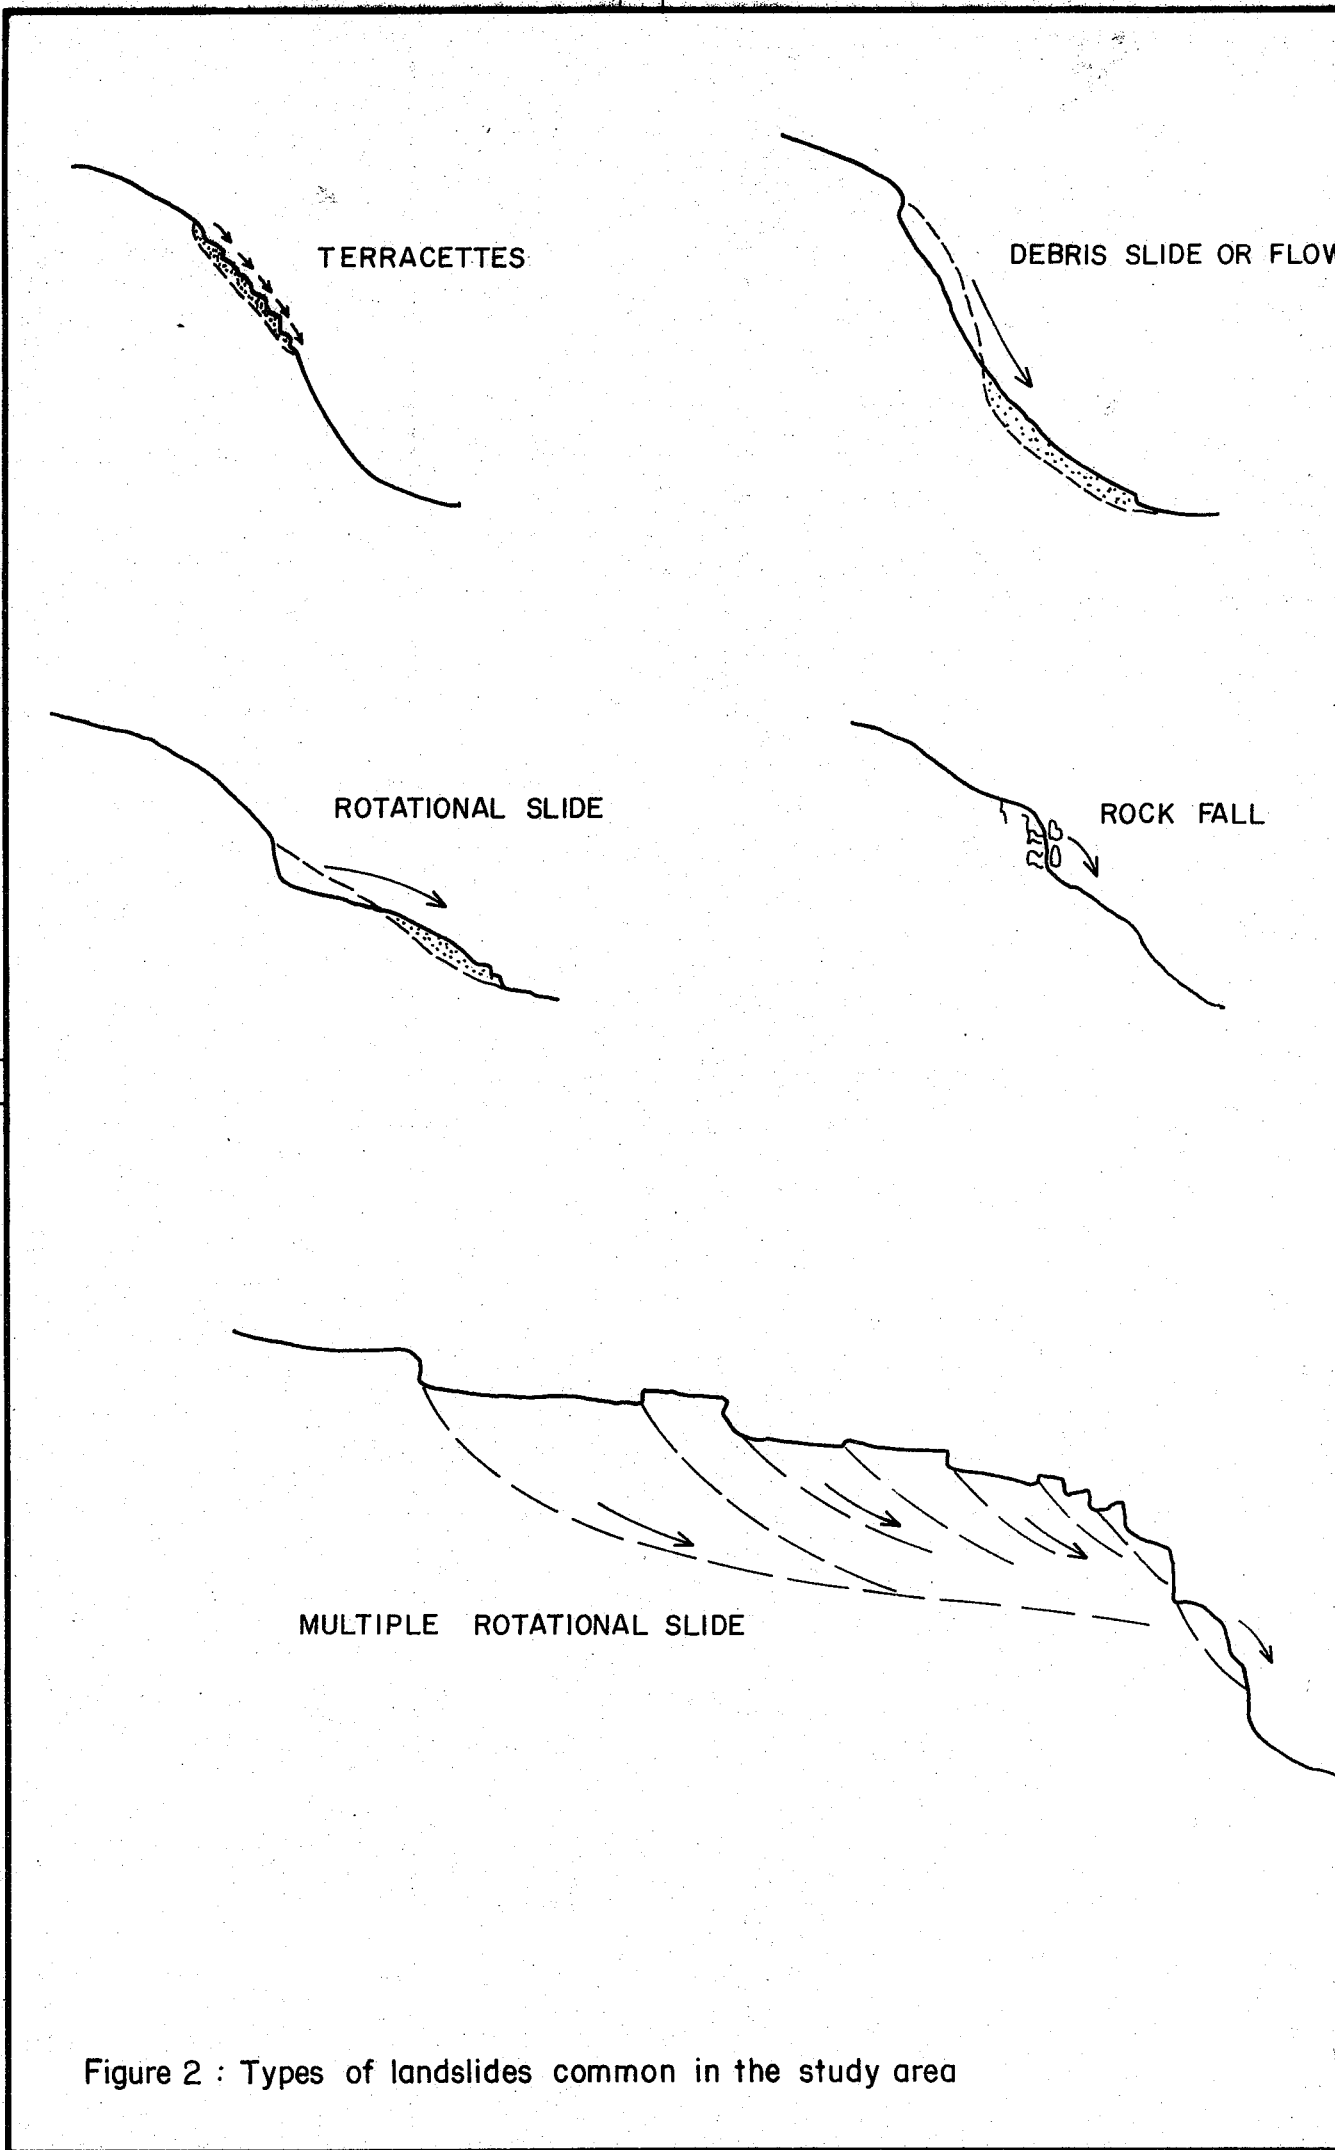 TERRACETTES
DEBRIS SLIDE OR FLOW
ROTATIONAL SLIDE
ROCK FALL
MULTIPLE ROTATIONAL SLIDE
Figure 2 : Types of landslides common in the study area